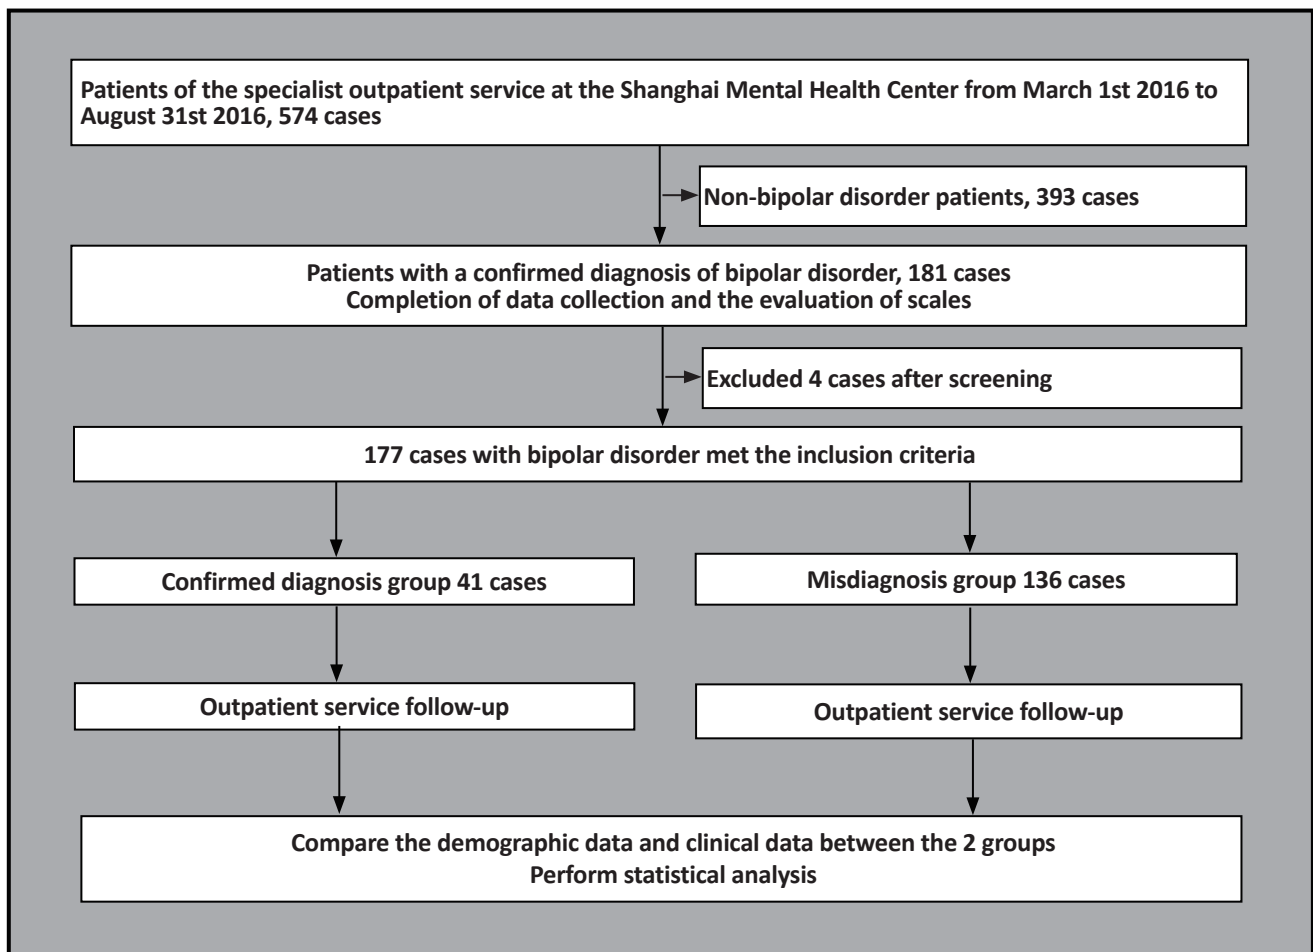 Patients of the specialist outpatient service at the Shanghai Mental Health Center from March 1st 2016 to
August 31st 2016, 574 cases
Non-bipolar disorder patients, 393 cases
Patients with a confirmed diagnosis of bipolar disorder, 181 cases
Completion of data collection and the evaluation of scales
Excluded 4 cases after screening
177 cases with bipolar disorder met the inclusion criteria
Confirmed diagnosis group 41 cases
Misdiagnosis group 136 cases
Outpatient service follow-up
Outpatient service follow-up
Compare the demographic data and clinical data between the 2 groups
Perform statistical analysis